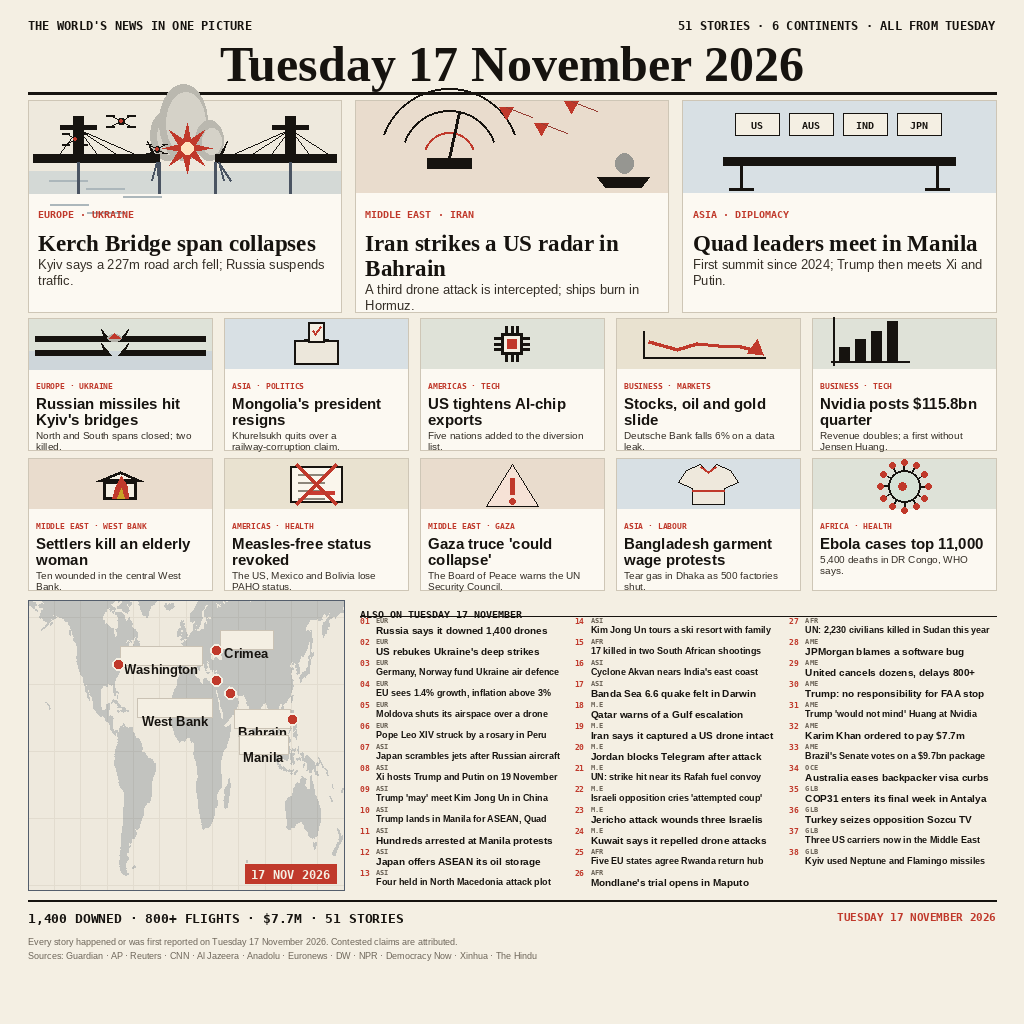 THE WORLD'S NEWS IN ONE PICTURE
51 STORIES · 6 CONTINENTS · ALL FROM TUESDAY
Tuesday 17 November 2026
EUROPE · UKRAINE
Kerch Bridge span collapses
Kyiv says a 227m road arch fell; Russia suspends
traffic.
MIDDLE EAST · IRAN
Iran strikes a US radar in
Bahrain
A third drone attack is intercepted; ships burn in
Hormuz.
US
AUS
IND
JPN
ASIA · DIPLOMACY
Quad leaders meet in Manila
First summit since 2024; Trump then meets Xi and
Putin.
EUROPE · UKRAINE
Russian missiles hit
Kyiv's bridges
North and South spans closed; two
killed.
ASIA · POLITICS
Mongolia's president
resigns
Khurelsukh quits over a
railway-corruption claim.
AMERICAS · TECH
US tightens AI-chip
exports
Five nations added to the diversion
list.
BUSINESS · MARKETS
Stocks, oil and gold
slide
Deutsche Bank falls 6% on a data
leak.
BUSINESS · TECH
Nvidia posts $115.8bn
quarter
Revenue doubles; a first without
Jensen Huang.
MIDDLE EAST · WEST BANK
Settlers kill an elderly
woman
Ten wounded in the central West
Bank.
AMERICAS · HEALTH
Measles-free status
revoked
The US, Mexico and Bolivia lose
PAHO status.
MIDDLE EAST · GAZA
Gaza truce 'could
collapse'
The Board of Peace warns the UN
Security Council.
ASIA · LABOUR
Bangladesh garment
wage protests
Tear gas in Dhaka as 500 factories
shut.
AFRICA · HEALTH
Ebola cases top 11,000
5,400 deaths in DR Congo, WHO
says.
Crimea
Washington
West Bank
Bahrain
Manila
17 NOV 2026
ALSO ON TUESDAY 17 NOVEMBER
01 EUR
Russia says it downed 1,400 drones
02 EUR
US rebukes Ukraine's deep strikes
03 EUR
Germany, Norway fund Ukraine air defence
04 EUR
EU sees 1.4% growth, inflation above 3%
05 EUR
Moldova shuts its airspace over a drone
06 EUR
Pope Leo XIV struck by a rosary in Peru
07 ASI
Japan scrambles jets after Russian aircraft
08 ASI
Xi hosts Trump and Putin on 19 November
09 ASI
Trump 'may' meet Kim Jong Un in China
10 ASI
Trump lands in Manila for ASEAN, Quad
11 ASI
Hundreds arrested at Manila protests
12 ASI
Japan offers ASEAN its oil storage
13 ASI
Four held in North Macedonia attack plot
14 ASI
Kim Jong Un tours a ski resort with family
15 AFR
17 killed in two South African shootings
16 ASI
Cyclone Akvan nears India's east coast
17 ASI
Banda Sea 6.6 quake felt in Darwin
18 M.E
Qatar warns of a Gulf escalation
19 M.E
Iran says it captured a US drone intact
20 M.E
Jordan blocks Telegram after attack
21 M.E
UN: strike hit near its Rafah fuel convoy
22 M.E
Israeli opposition cries 'attempted coup'
23 M.E
Jericho attack wounds three Israelis
24 M.E
Kuwait says it repelled drone attacks
25 AFR
Five EU states agree Rwanda return hub
26 AFR
Mondlane's trial opens in Maputo
27 AFR
UN: 2,230 civilians killed in Sudan this year
28 AME
JPMorgan blames a software bug
29 AME
United cancels dozens, delays 800+
30 AME
Trump: no responsibility for FAA stop
31 AME
Trump 'would not mind' Huang at Nvidia
32 AME
Karim Khan ordered to pay $7.7m
33 AME
Brazil's Senate votes on a $9.7bn package
34 OCE
Australia eases backpacker visa curbs
35 GLB
COP31 enters its final week in Antalya
36 GLB
Turkey seizes opposition Sozcu TV
37 GLB
Three US carriers now in the Middle East
38 GLB
Kyiv used Neptune and Flamingo missiles
1,400 DOWNED · 800+ FLIGHTS · $7.7M · 51 STORIES
TUESDAY 17 NOVEMBER 2026
Every story happened or was first reported on Tuesday 17 November 2026. Contested claims are attributed.
Sources: Guardian · AP · Reuters · CNN · Al Jazeera · Anadolu · Euronews · DW · NPR · Democracy Now · Xinhua · The Hindu